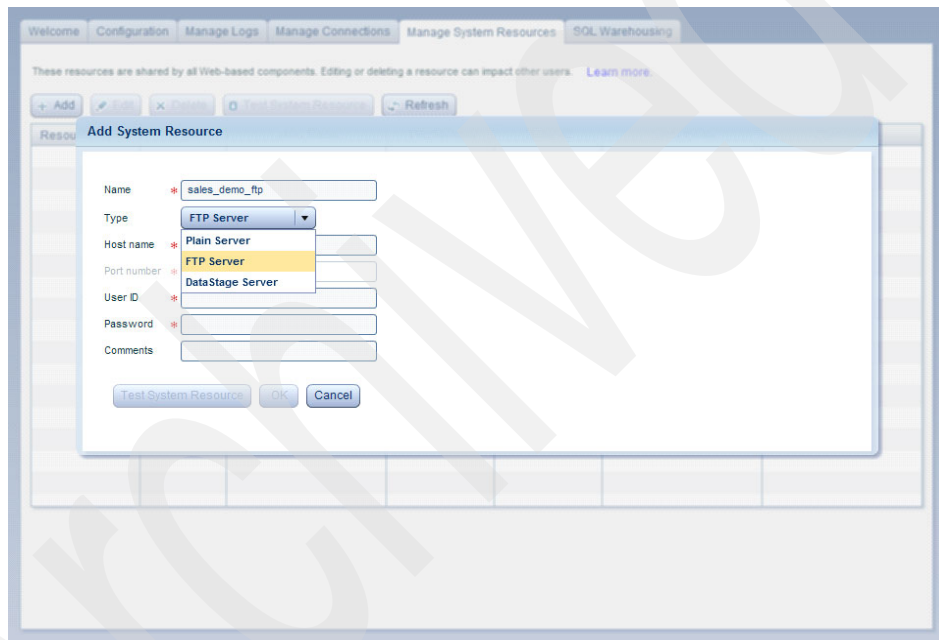 Welcome Configuration Manage Logs Manage Connections Manage System Resources SQL Warehousing
These resources are shared by all Web-based components. Editing or deleting a resource can impact other users. Learn more.
+ Add Edit Delete Test System Resource Refresh
Resou
Add System Resource
Name * sales_demo_ftp
Type FTP Server
Host name * Plain Server
FTP Server
Port number *
DataStage Server
User ID *
Password *
Comments
Test System Resource OK Cancel